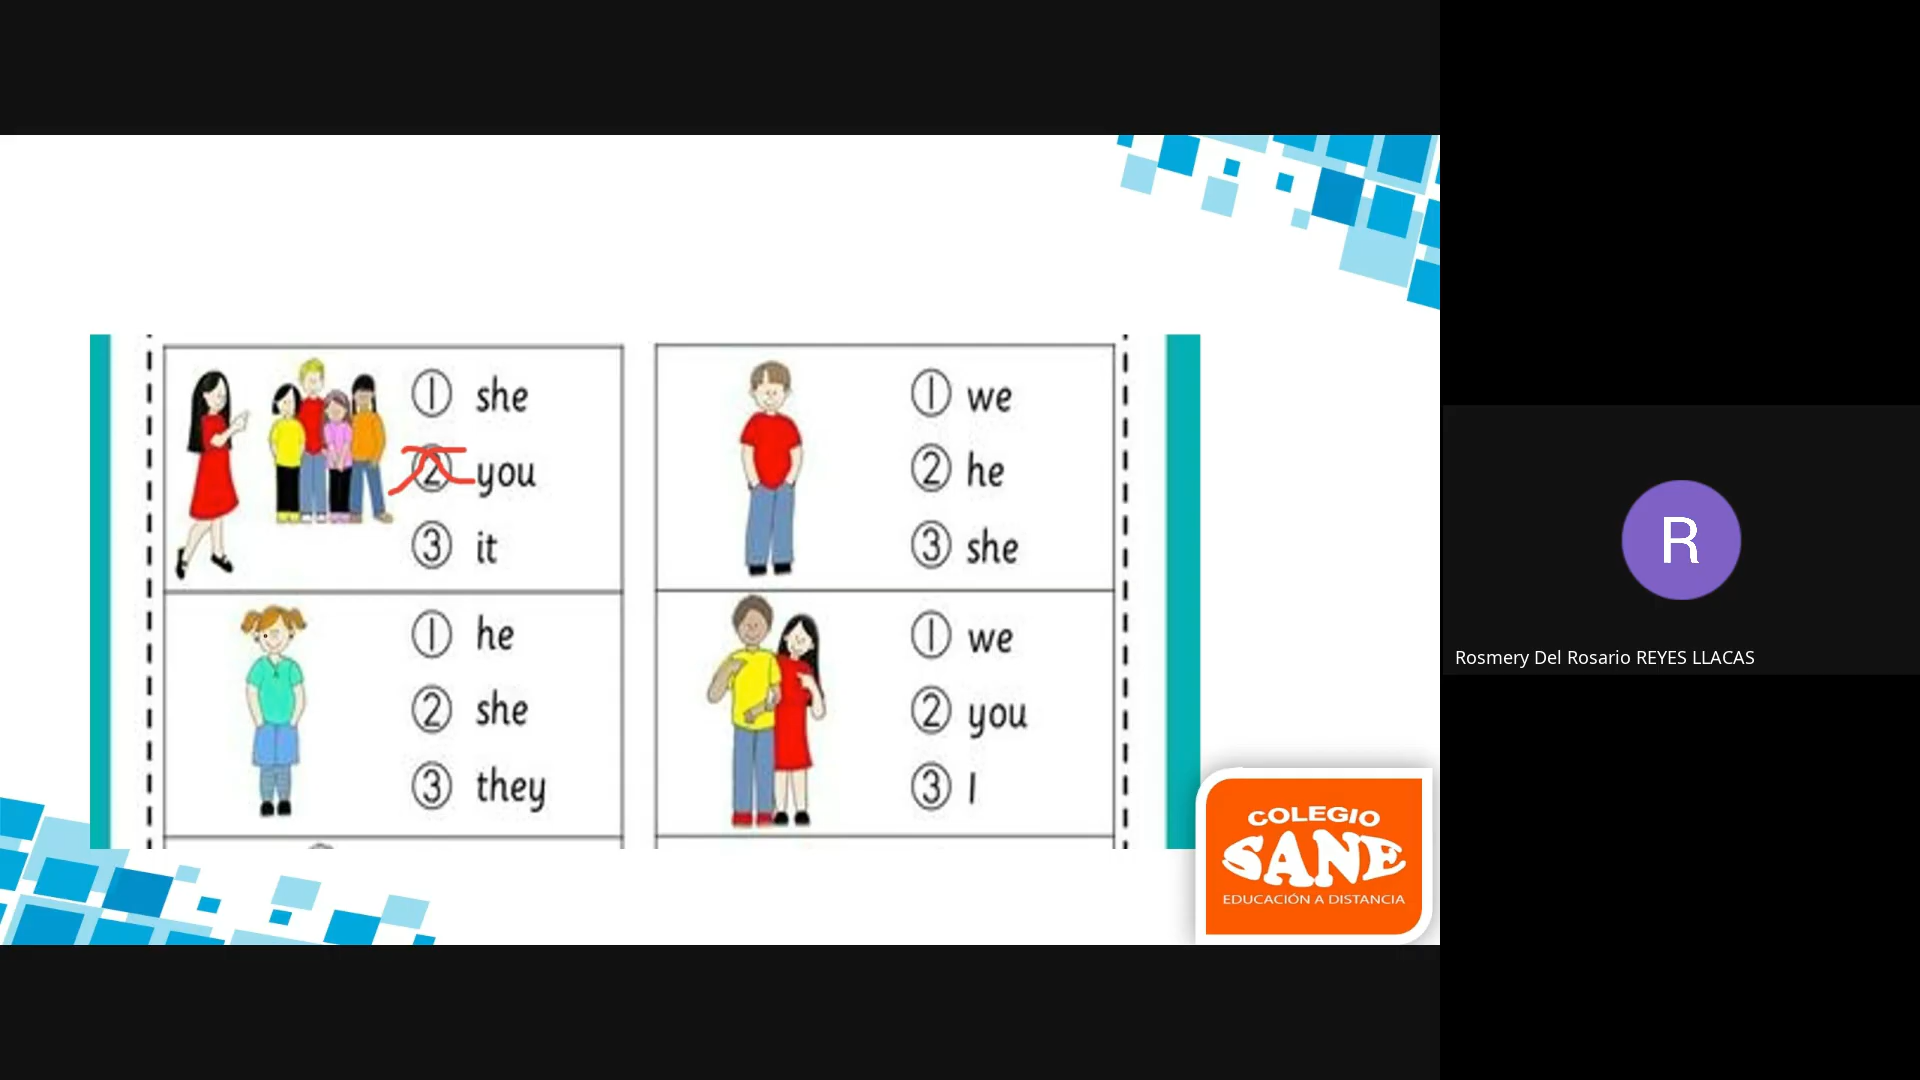 ① she
② you
③ it
① we
② he
③ she
① he
② she
③ they
① we
② you
③ I
COLEGIO
SANE
EDUCACIÓN A DISTANCIA
R
Rosmery Del Rosario REYES LLACAS